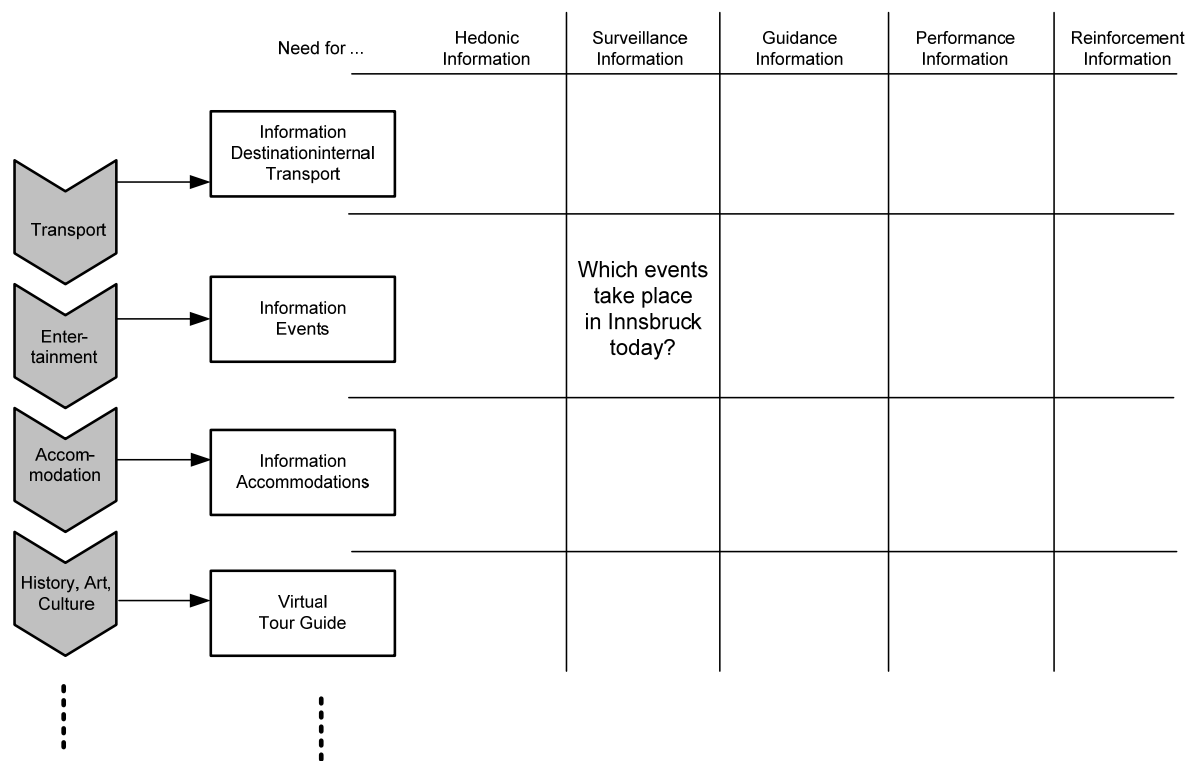 Need for ...
Hedonic
Information
Surveillance
Information
Guidance
Information
Performance
Information
Reinforcement
Information
Transport
Information
Destinationinternal
Transport
Enter-
tainment
Information
Events
Which events
take place
in Innsbruck
today?
Accom-
modation
Information
Accommodations
History, Art,
Culture
Virtual
Tour Guide